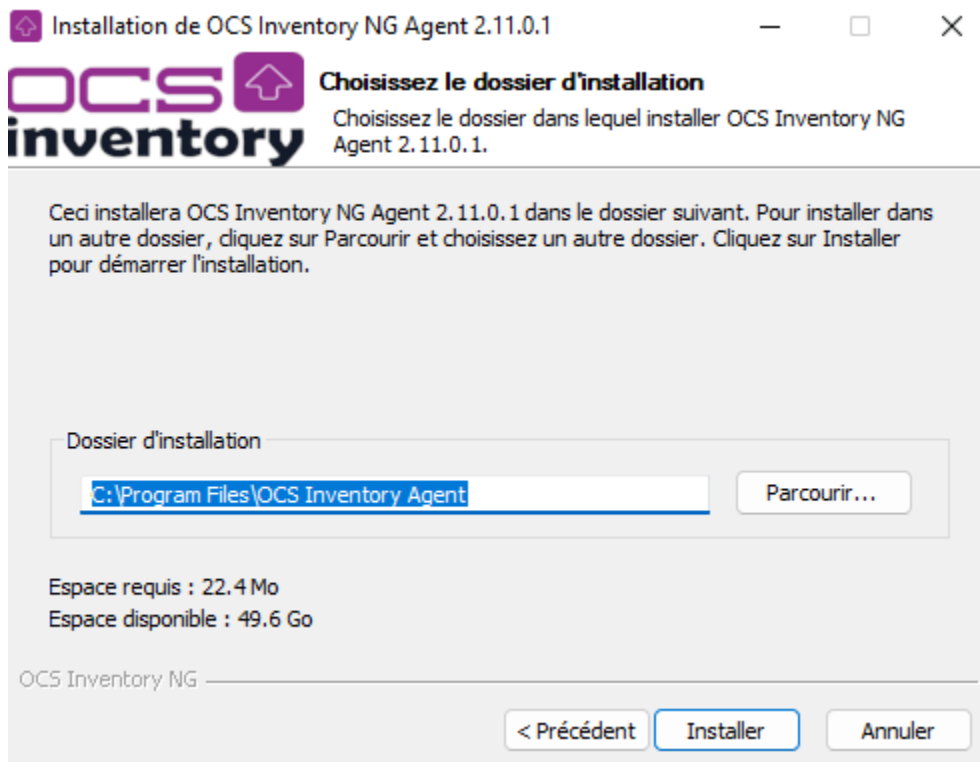 Installation de OCS Inventory NG Agent 2.11.0.1
OCS
inventory
Choisissez le dossier d'installation
Choisissez le dossier dans lequel installer OCS Inventory NG
Agent 2.11.0.1.
Ceci installera OCS Inventory NG Agent 2.11.0.1 dans le dossier suivant. Pour installer dans
un autre dossier, cliquez sur Parcourir et choisissez un autre dossier. Cliquez sur Installer
pour démarrer l'installation.
Dossier d'installation
C:\Program Files\OCS Inventory Agent
Parcourir...
Espace requis : 22.4 Mo
Espace disponible : 49.6 Go
OCS Inventory NG
< Précédent
Installer
Annuler